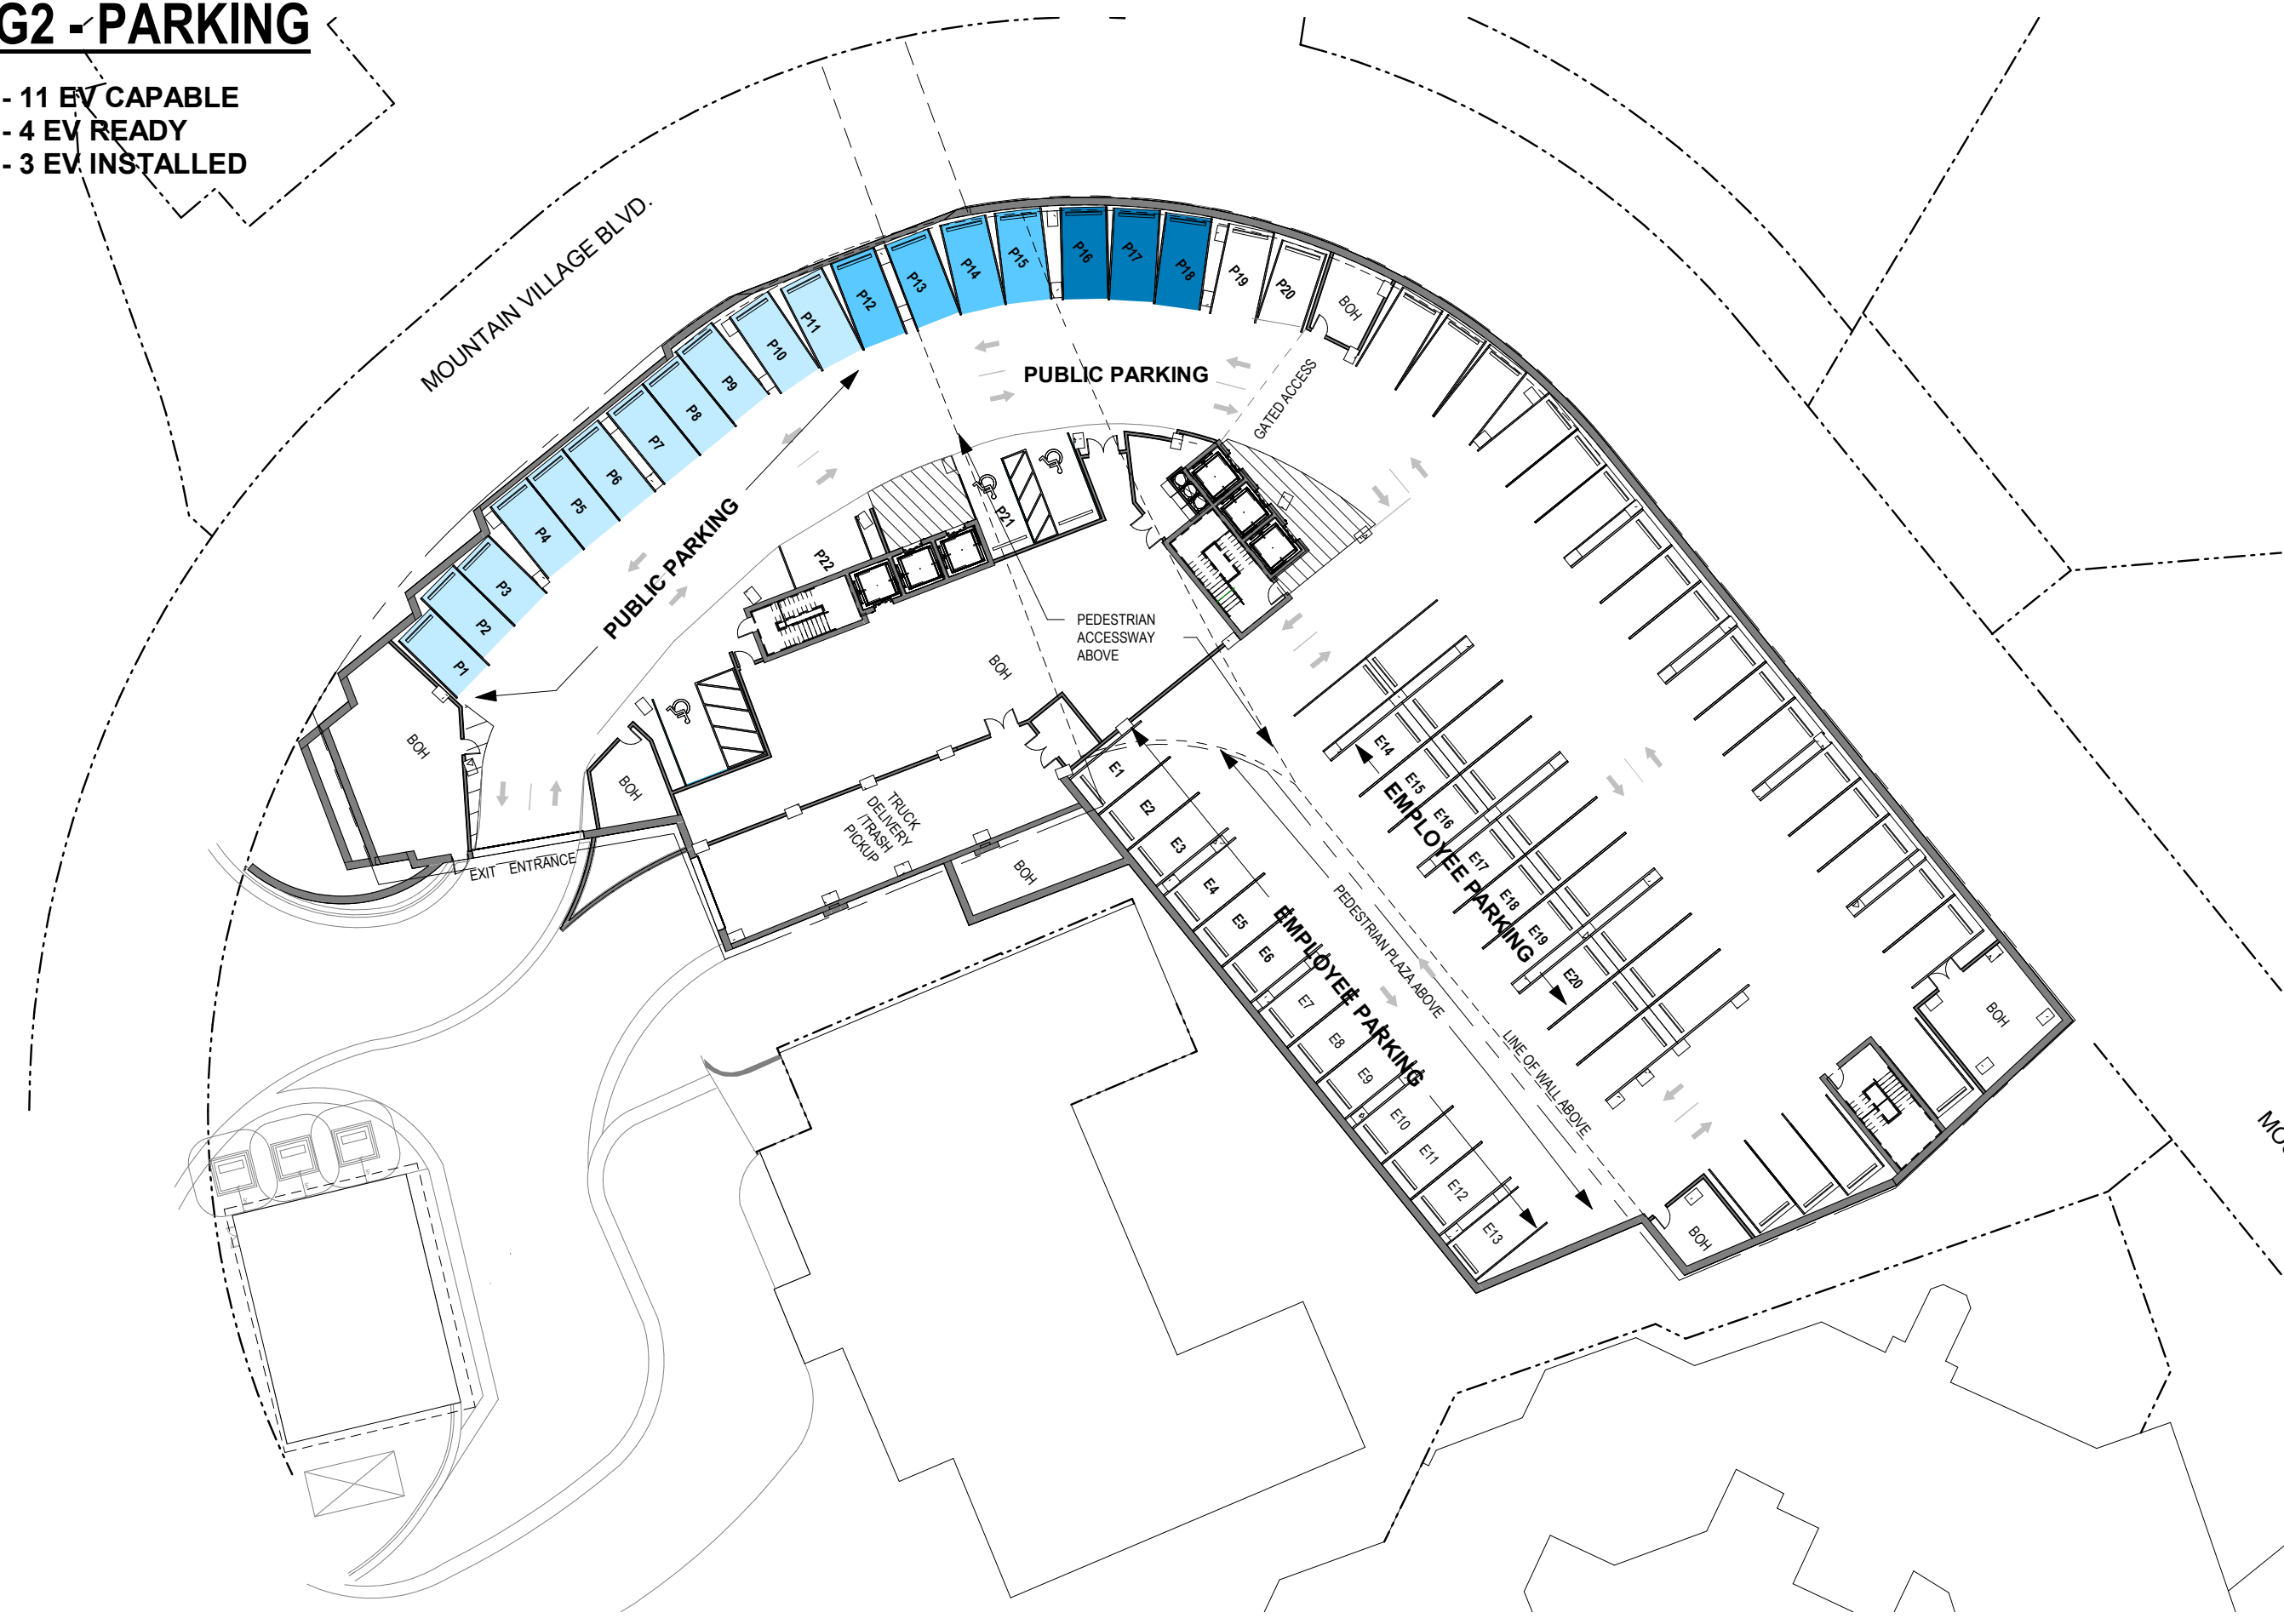 G2 - PARKING
- 11 EV CAPABLE
- 4 EV READY
- 3 EV INSTALLED
MOUNTAIN VILLAGE BLVD.
P1
P2
P3
P4
P5
P6
P7
P8
P9
P10
P11
P12
P13
P14
P15
P16
P17
P18
P19
P20
BOH
PUBLIC PARKING
GATED ACCESS
PUBLIC PARKING
P21
P22
PEDESTRIAN
ACCESSWAY
ABOVE
BOH
BOH
BOH
EXIT
ENTRANCE
TRUCK
DELIVERY
/TRASH
PICKUP
BOH
E1
E2
E3
E4
E5
E6
E7
E8
E9
E10
E11
E12
E13
EMPLOYEE PARKING
PEDESTRIAN PLAZA ABOVE
LINE OF WALL ABOVE
E14
E15
E16
E17
E18
E19
E20
EMPLOYEE PARKING
BOH
BOH
MO